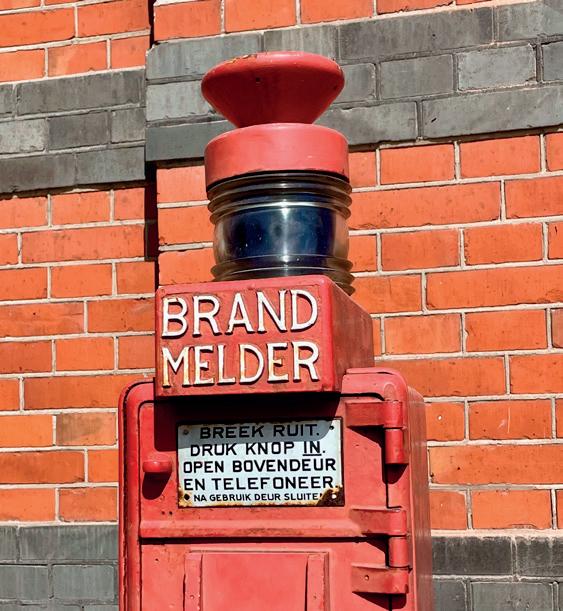 BRAND
MELDER
BREEK RUIT.
DRUK KNOP IN.
OPEN BOVENDEUR
EN TELEFONEER.
NA GEBRUIK DEUR SLUITEN